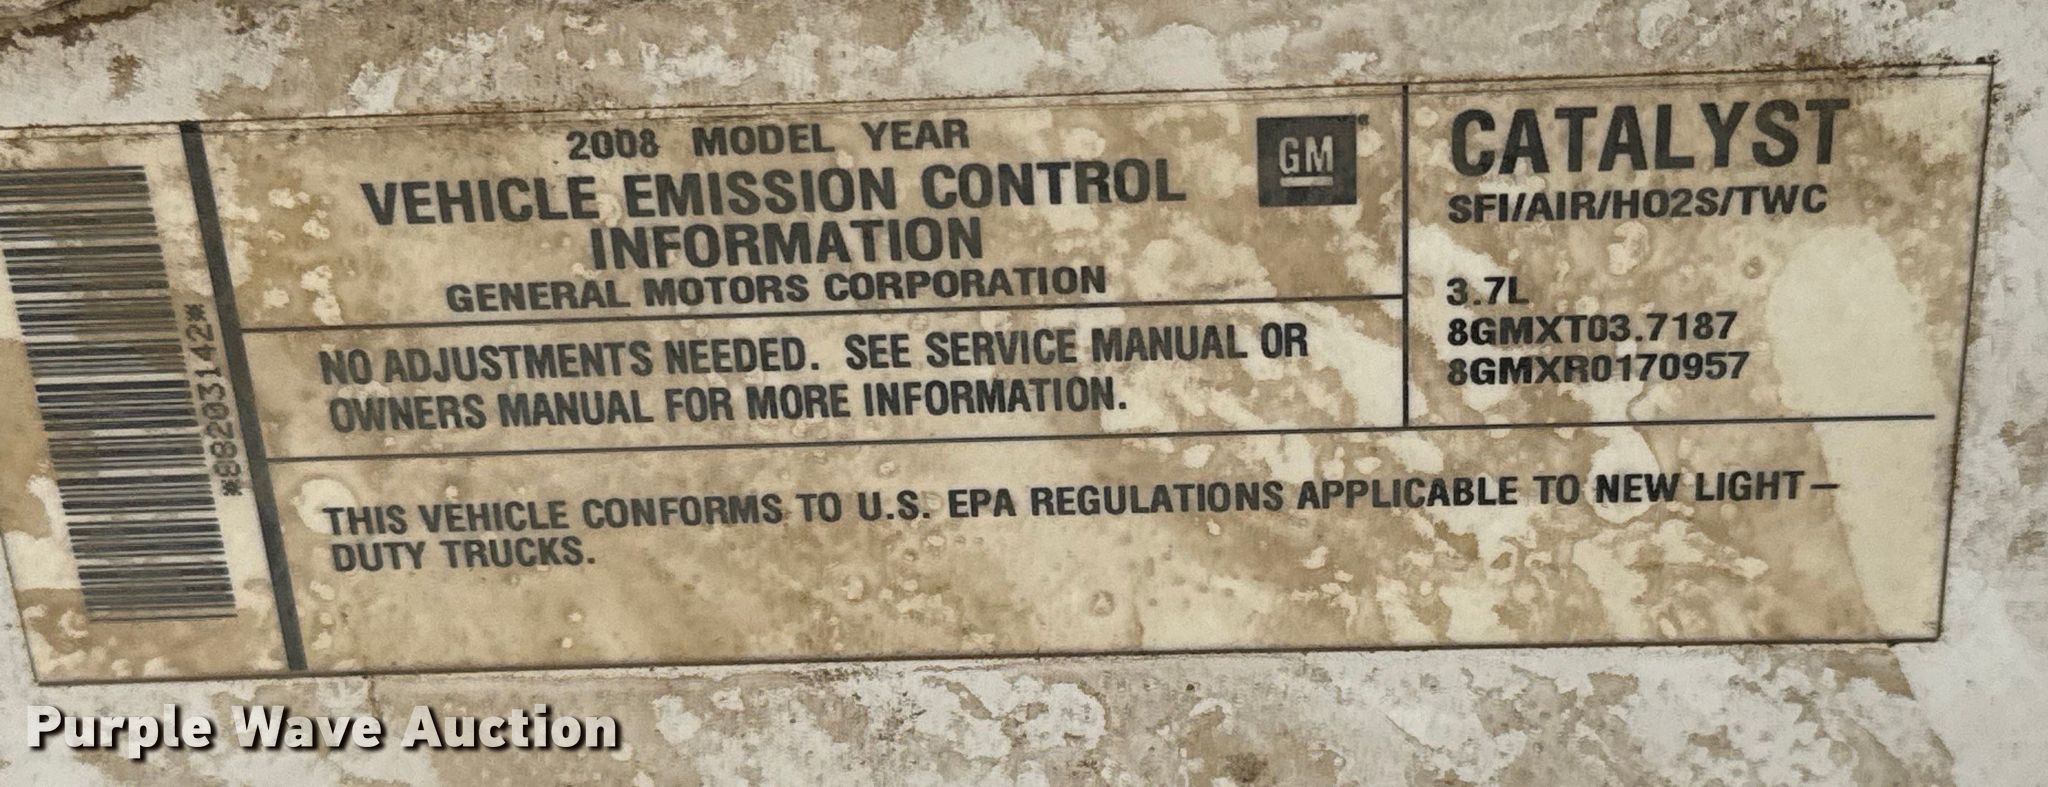 *88203142*
2008 MODEL YEAR
VEHICLE EMISSION CONTROL
INFORMATION
GENERAL MOTORS CORPORATION
GM
NO ADJUSTMENTS NEEDED. SEE SERVICE MANUAL OR
OWNERS MANUAL FOR MORE INFORMATION.
CATALYST
SFI/AIR/HO2S/TWC
3.7L
8GMXT03.7187
8GMXR0170957
THIS VEHICLE CONFORMS TO U.S. EPA REGULATIONS APPLICABLE TO NEW LIGHT-
DUTY TRUCKS.
Purple Wave Auction